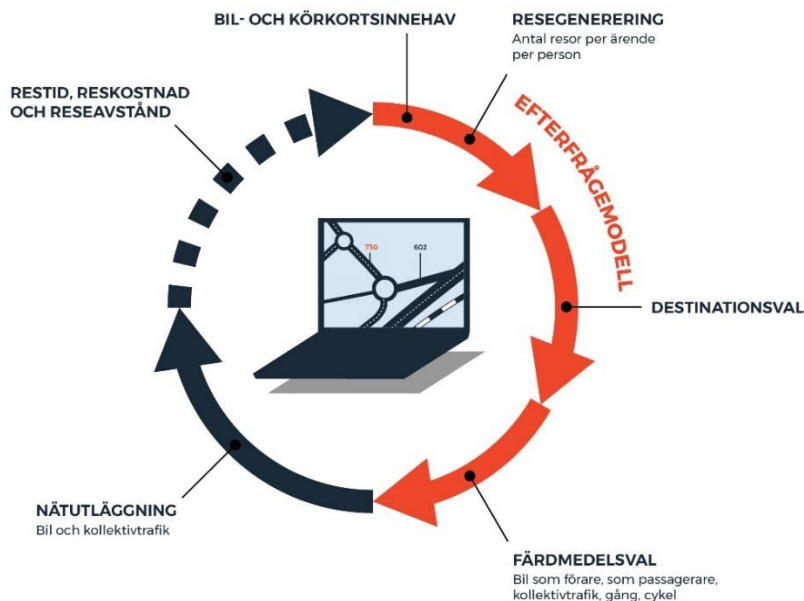 BIL- OCH KÖRKORTSINNEHAV
RESEGENERERING
Antal resor per ärende
per person
RESTID, RESKOSTNAD
OCH RESEAVSTÅND
EFTERFRÅGEMODELL
730
602
DESTINATIONSVAL
NÄTUTLÄGGNING
Bil och kollektivtrafik
FÄRDMEDELSVAL
Bil som förare, som passagerare,
kollektivtrafik, gång, cykel